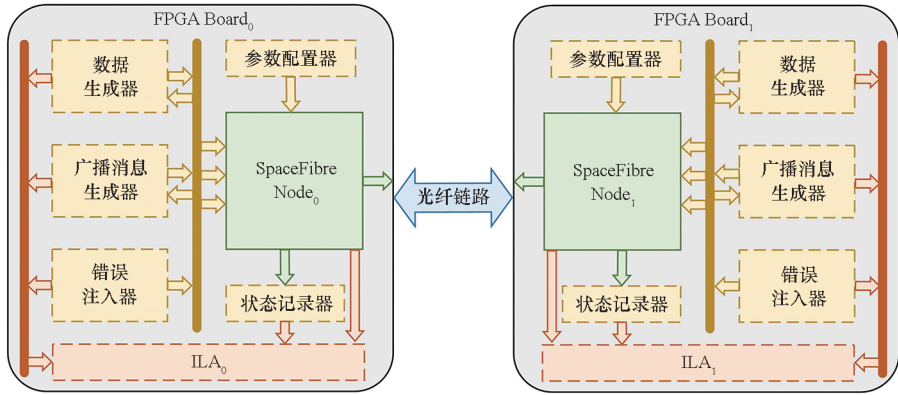 FPGA Board₀
数据
生成器
参数配置器
广播消息
生成器
SpaceFibre
Node₀
错误
注入器
状态记录器
ILA₀
光纤链路
FPGA Board₁
参数配置器
数据
生成器
SpaceFibre
Node₁
广播消息
生成器
错误
注入器
状态记录器
ILA₁